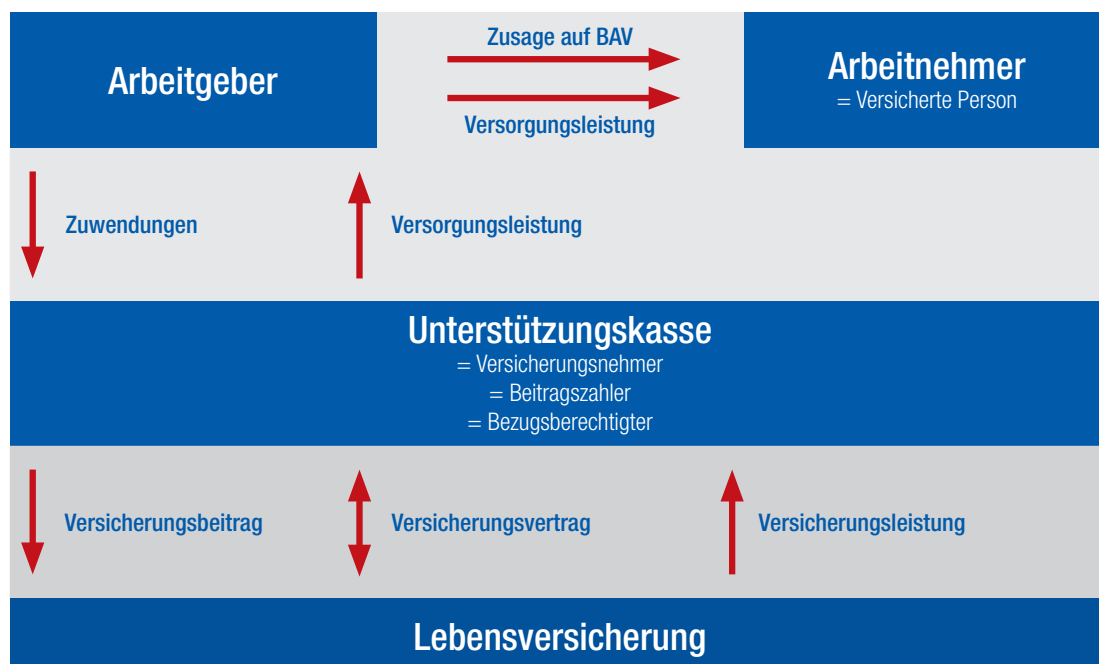 Arbeitgeber
Zusage auf BAV
Versorgungsleistung
Arbeitnehmer
= Versicherte Person
Zuwendungen
Versorgungsleistung
Unterstützungskasse
= Versicherungsnehmer
= Beitragszahler
= Bezugsberechtigter
Versicherungsbeitrag
Versicherungsvertrag
Versicherungsleistung
Lebensversicherung